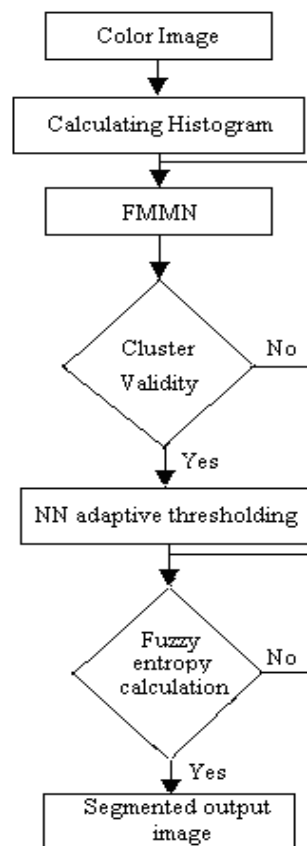 Color Image
Calculating Histogram
FMMN
Cluster
Validity
No
Yes
NN adaptive thresholding
Fuzzy
entropy
calculation
No
Yes
Segmented output
image